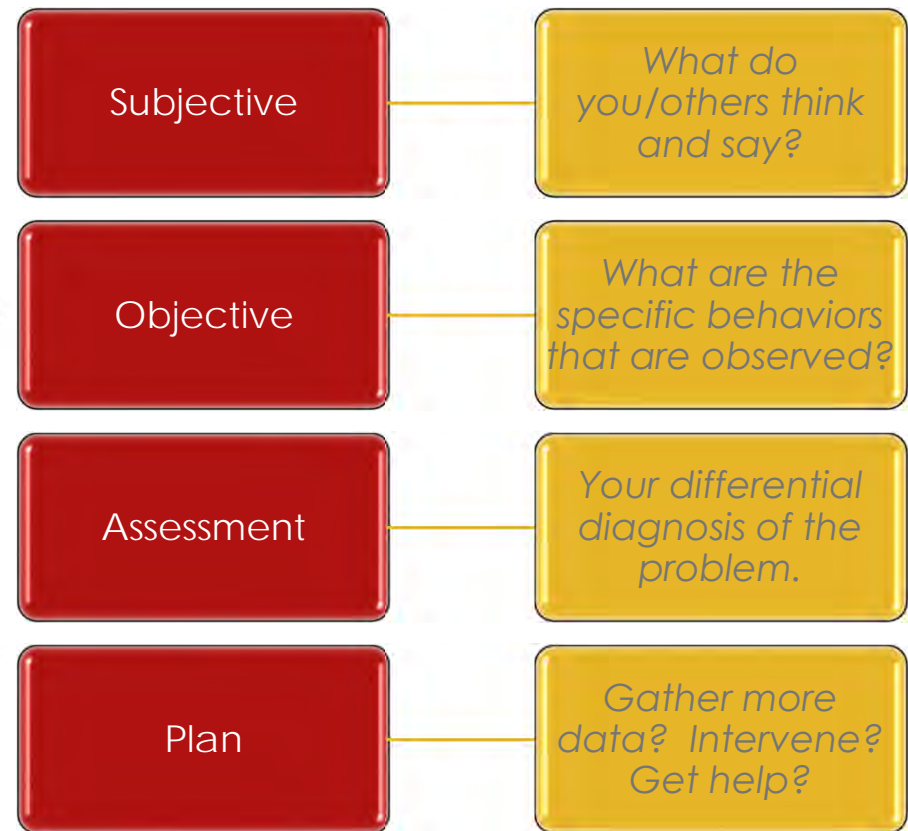 Subjective
What do
you/others think
and say?
Objective
What are the
specific behaviors
that are observed?
Assessment
Your differential
diagnosis of the
problem.
Plan
Gather more
data?  Intervene?
Get help?